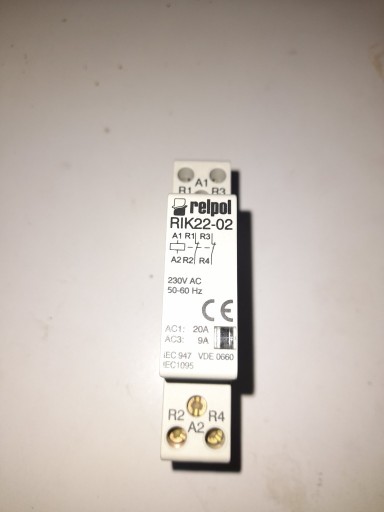 A1
R1 R3
relpol
RIK22-02
A1 R1 R3
A2 R2 R4
230V AC
50-60 Hz
CE
AC1: 20A
AC3: 9A
IEC 947 VDE 0660
IEC1095
R2 R4
A2